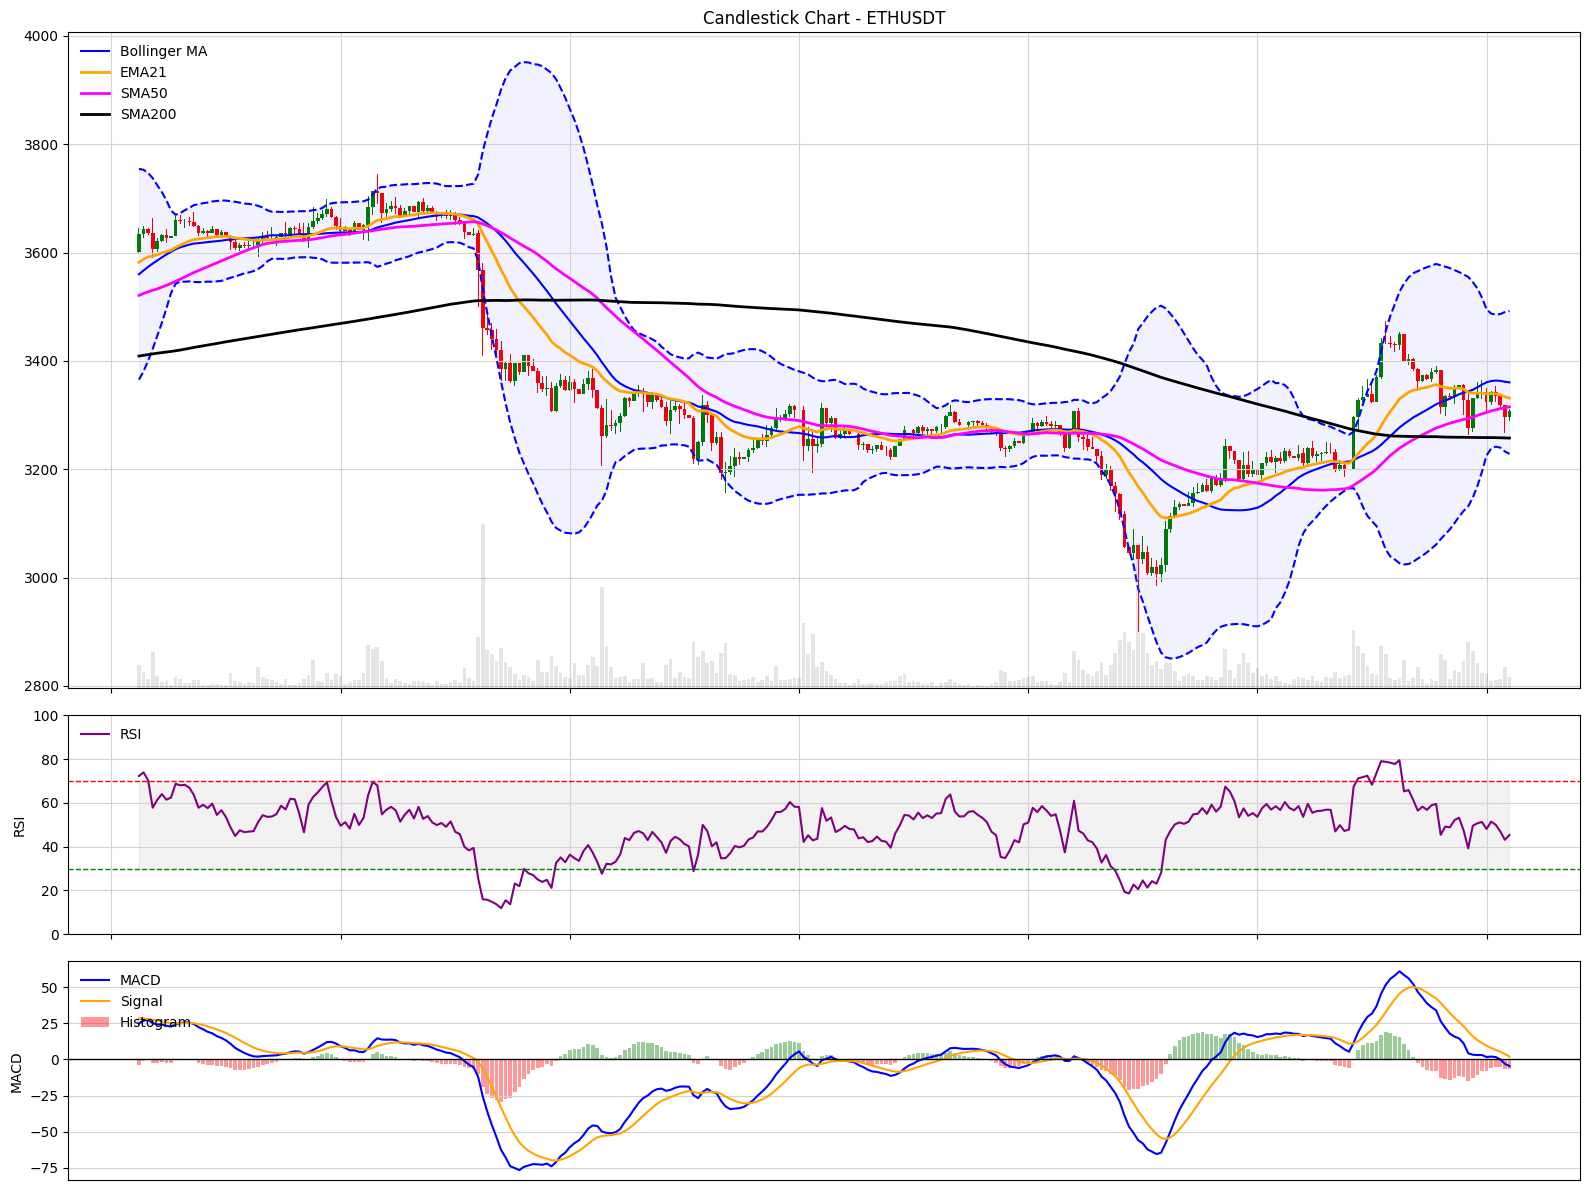 Candlestick Chart - ETHUSDT
Bollinger MA
EMA21
SMA50
SMA200
4000
3800
3600
3400
3200
3000
2800
RSI
RSI
100
80
60
40
20
0
MACD
Signal
Histogram
MACD
50
25
0
−25
−50
−75